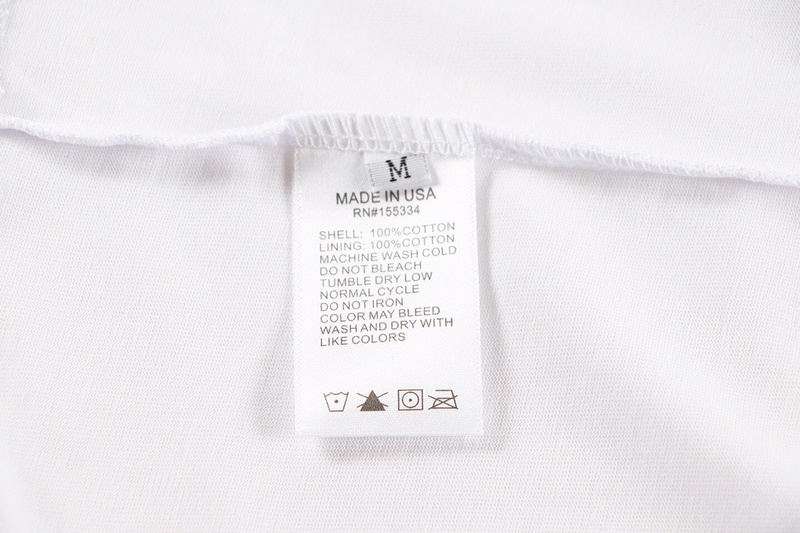 M
MADE IN USA
RN#155334
SHELL: 100%COTTON
LINING: 100%COTTON
MACHINE WASH COLD
DO NOT BLEACH
TUMBLE DRY LOW
NORMAL CYCLE
DO NOT IRON
COLOR MAY BLEED
WASH AND DRY WITH
LIKE COLORS